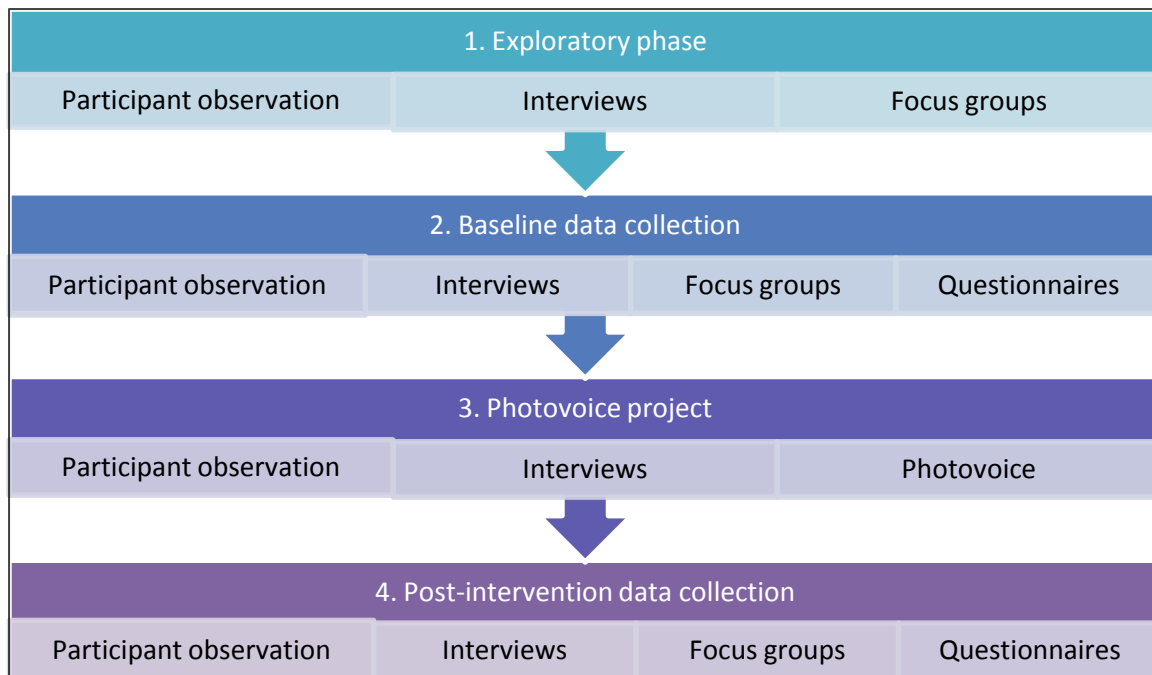 1. Exploratory phase
Participant observation Interviews Focus groups
2. Baseline data collection
Participant observation Interviews Focus groups Questionnaires
3. Photovoice project
Participant observation Interviews Photovoice
4. Post-intervention data collection
Participant observation Interviews Focus groups Questionnaires